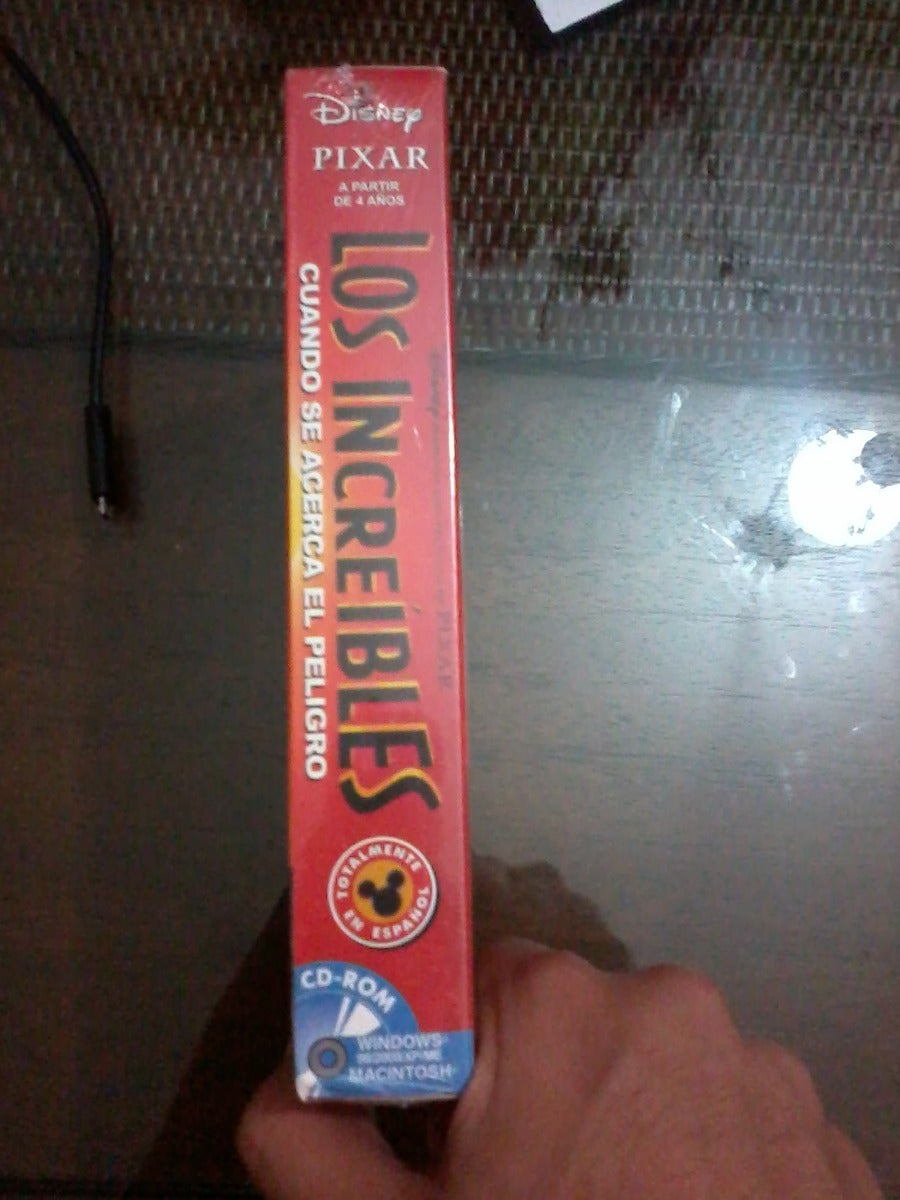 Disney
PIXAR
A PARTIR
DE 4 AÑOS
LOS INCREÍBLES
CUANDO SE ACERCA EL PELIGRO
TOTALMENTE
EN ESPAÑOL
CD-ROM
WINDOWS
MACINTOSH